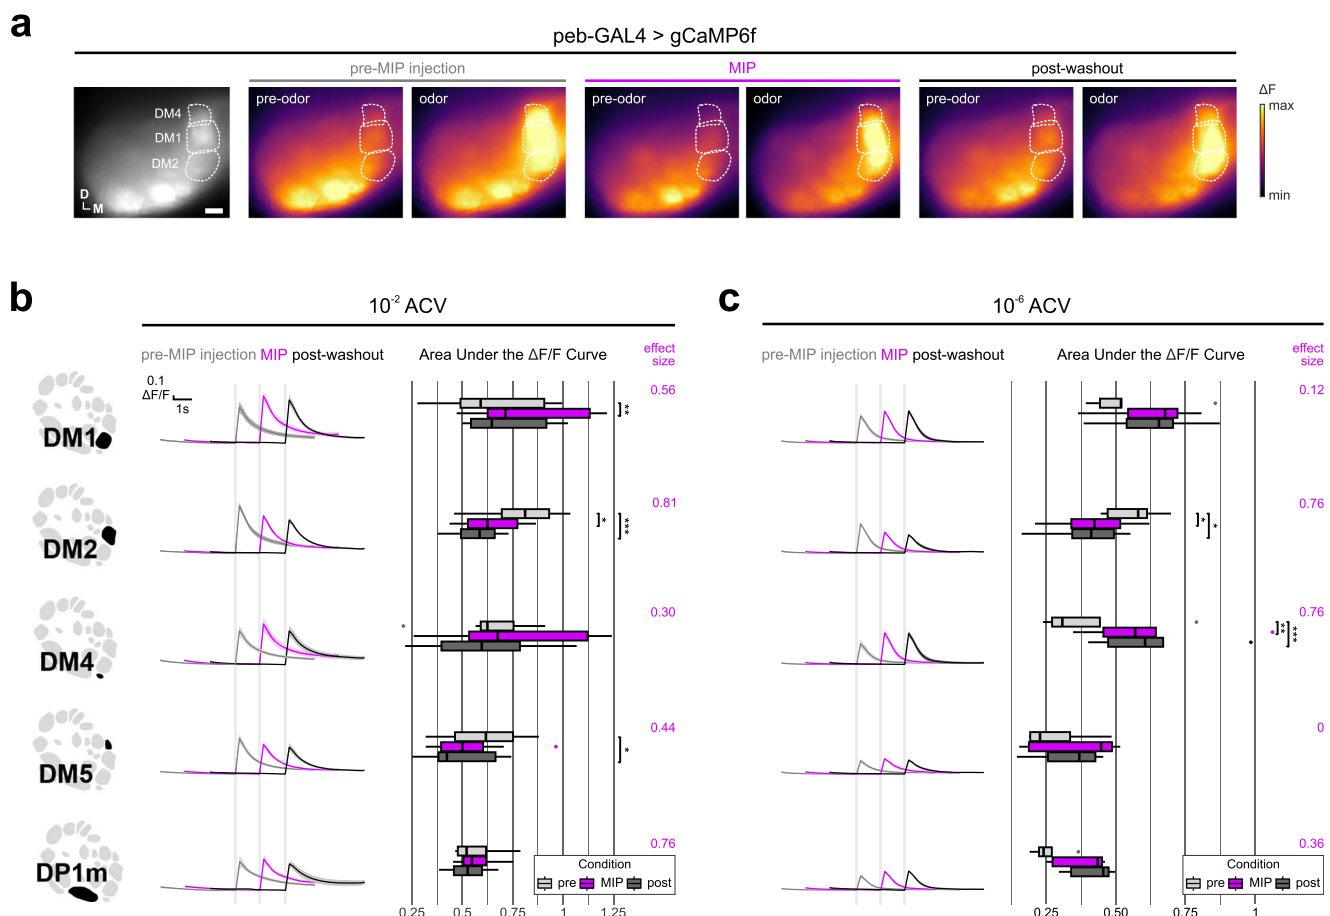 a
peb-GAL4 > gCaMP6f
pre-MIP injection
MIP
post-washout
pre-odor
odor
pre-odor
odor
pre-odor
odor
ΔF
max
min
DM4
DM1
DM2
D
M
b
10-2 ACV
pre-MIP injection MIP post-washout
Area Under the ΔF/F Curve
effect
size
0.1
ΔF/F
1s
DM1
0.56
**
DM2
0.81
*
***
DM4
0.30
DM5
0.44
*
DP1m
0.76
Condition
pre MIP post
0.25 0.5 0.75 1 1.25
c
10-6 ACV
pre-MIP injection MIP post-washout
Area Under the ΔF/F Curve
effect
size
0.12
0.76
*
*
0.76
**
***
0
0.36
Condition
pre MIP post
0.25 0.50 0.75 1